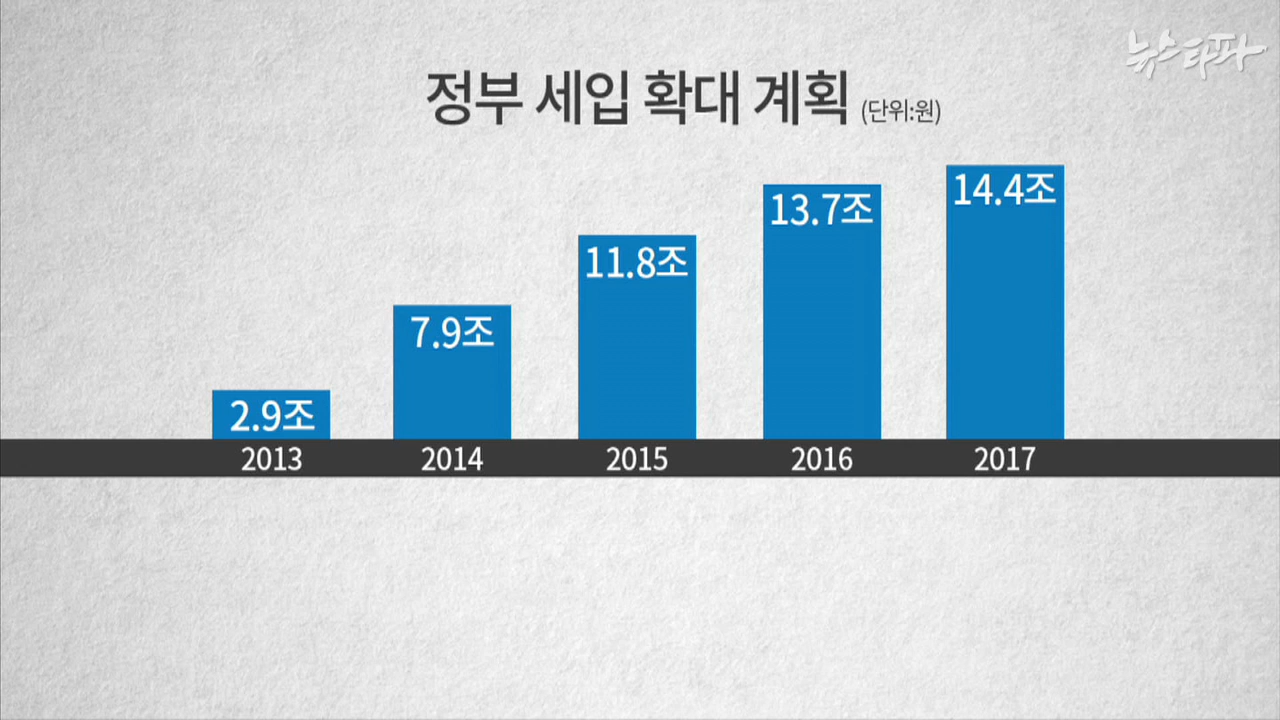 뉴스타파
정부 세입 확대 계획 (단위:원)
2.9조
7.9조
11.8조
13.7조
14.4조
2013
2014
2015
2016
2017